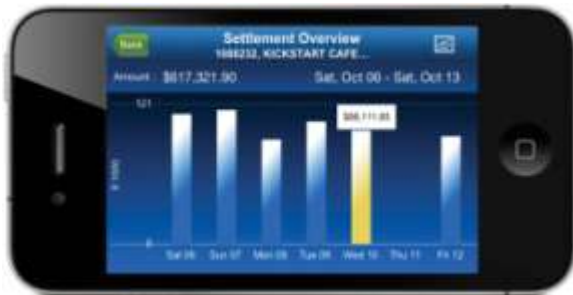 Back
Settlement Overview
1088232, KICKSTART CAFE...
Amount $617,321.90 Sat, Oct 06 - Sat, Oct 13
121
0
Sat 06 Sun 07 Mon 08 Tue 09 Wed 10 Thu 11 Fri 12